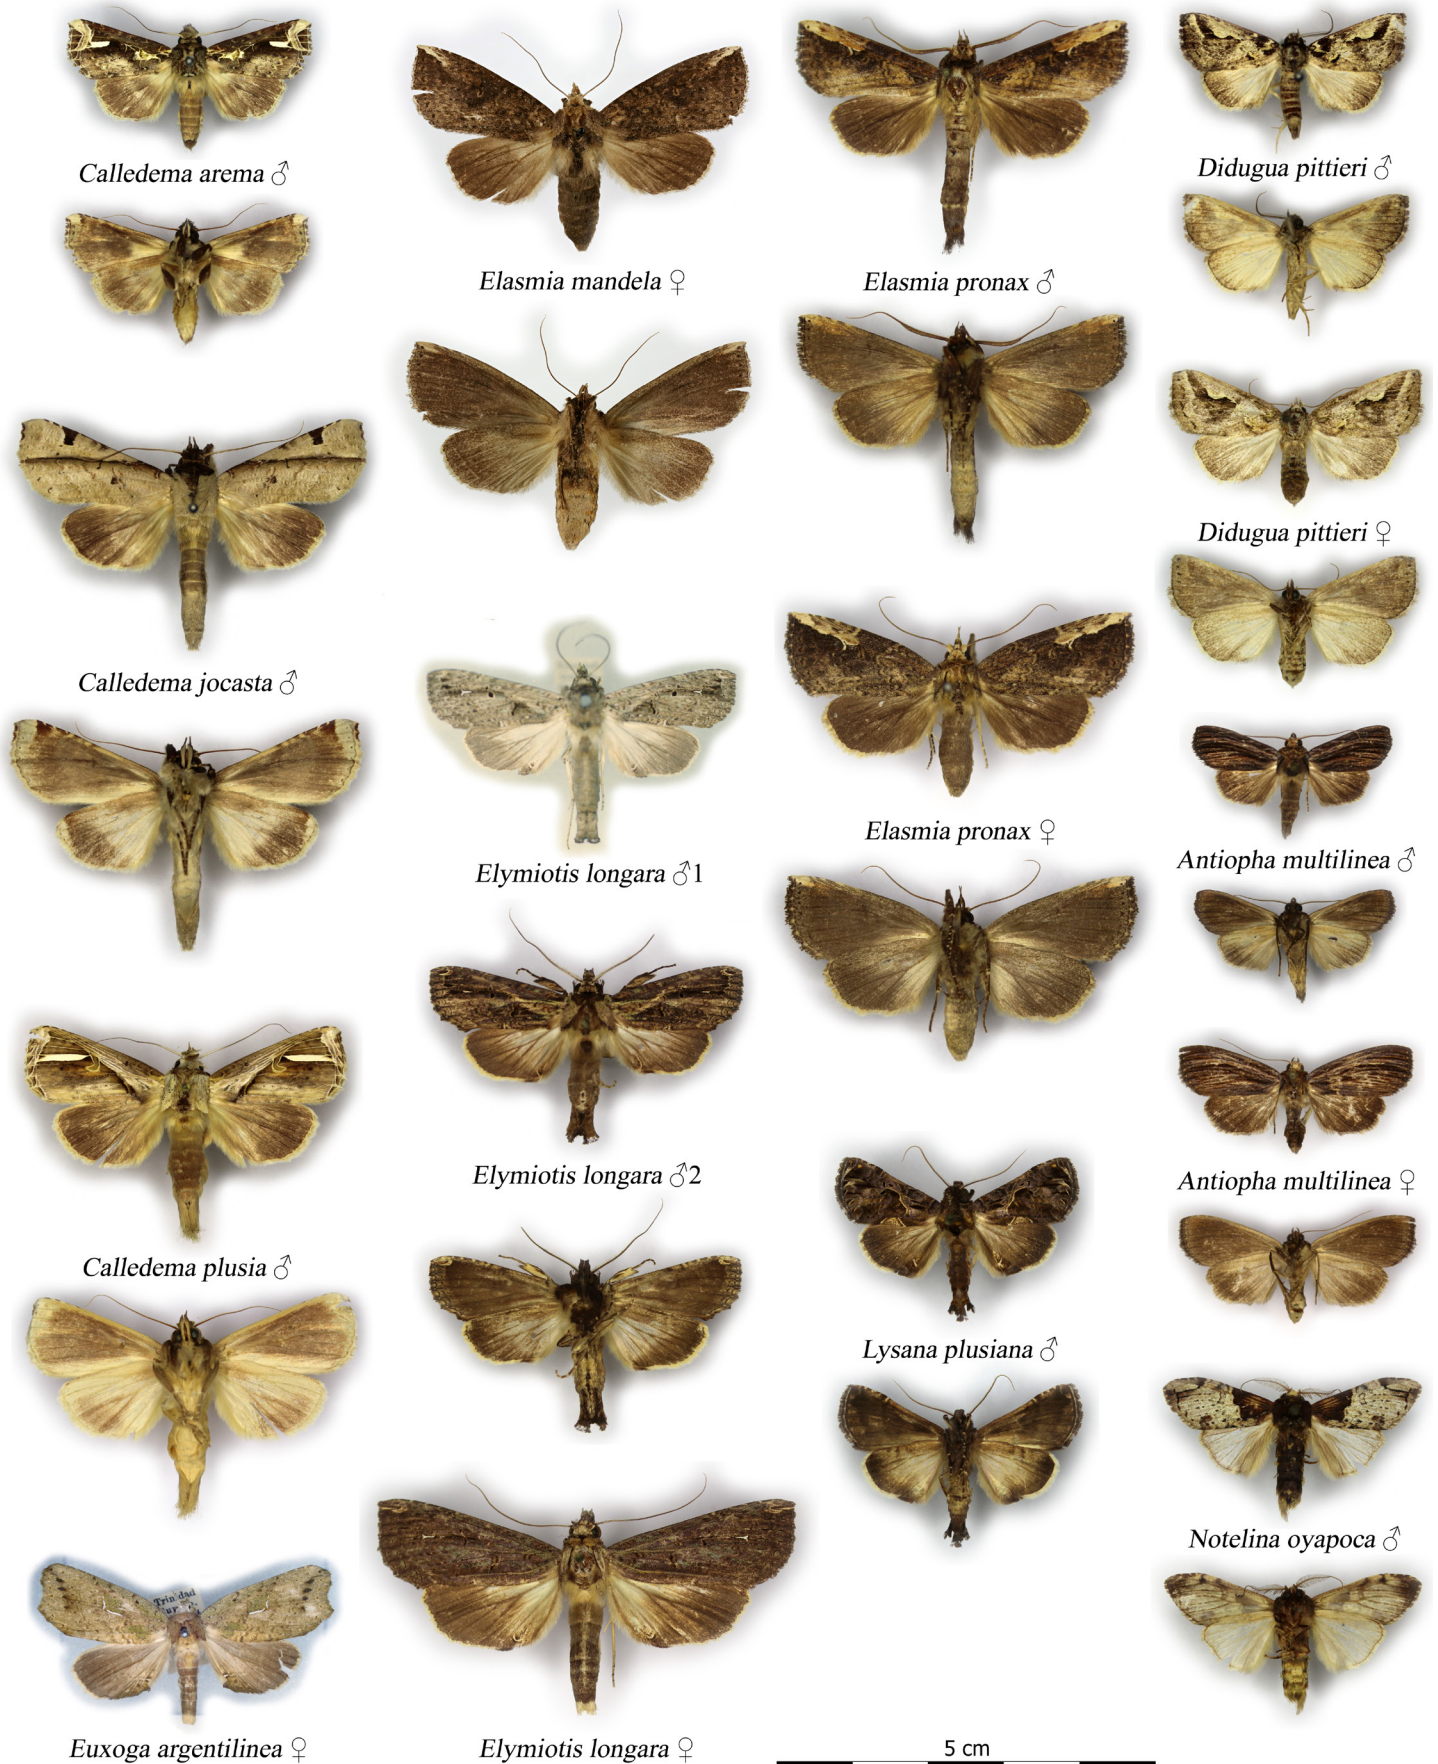 Calledema arema ♂
Elasmia mandela ♀
Elasmia pronax ♂
Didugua pittieri ♂
Calledema jocasta ♂
Elymiotis longara ♂1
Elasmia pronax ♀
Didugua pittieri ♀
Antiopha multilinea ♂
Calledema plusia ♂
Elymiotis longara ♂2
Lysana plusiana ♂
Antiopha multilinea ♀
Notelina oyapoca ♂
Trinidad
Euxoga argentilinea ♀
Elymiotis longara ♀
5 cm